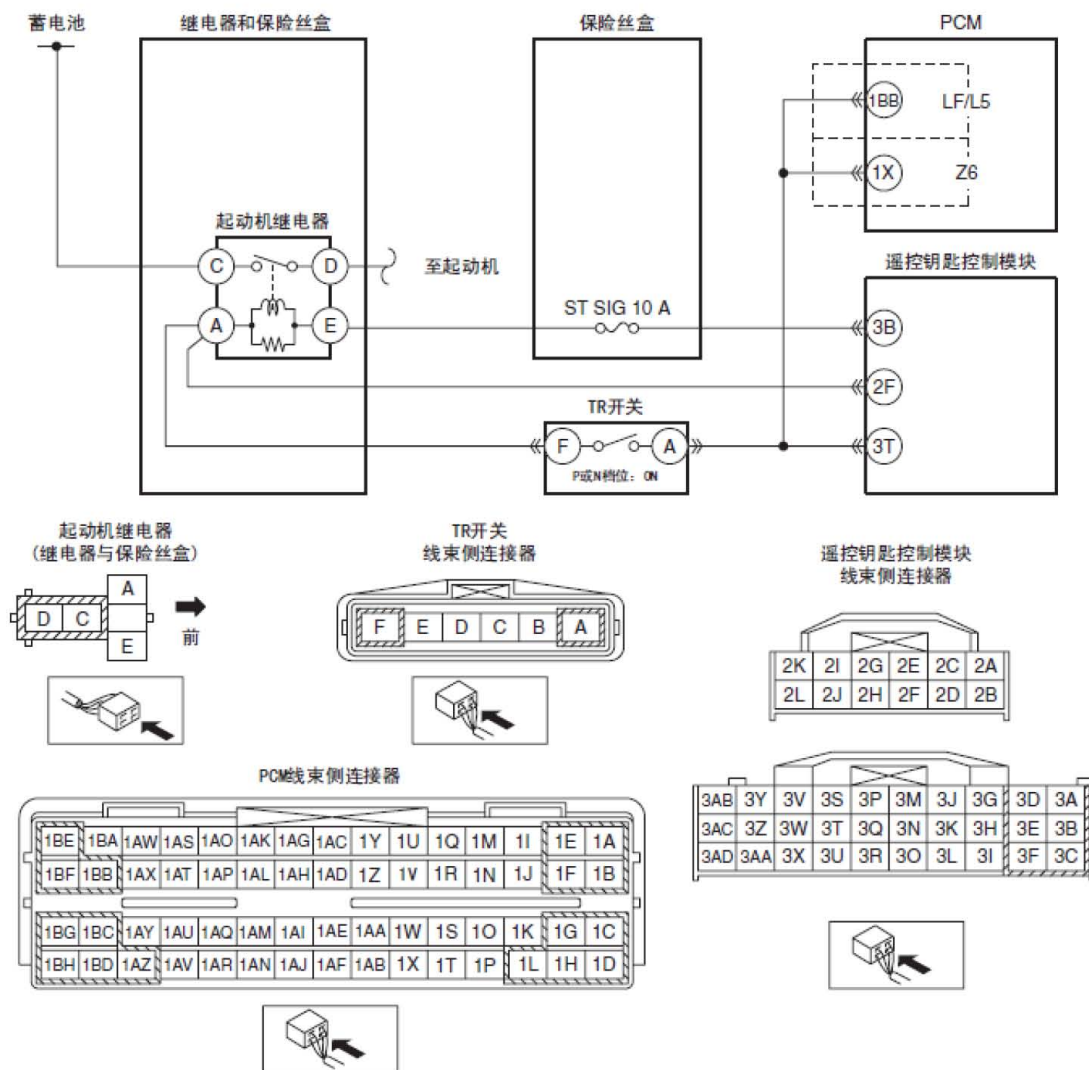 蓄电池
继电器和保险丝盒
保险丝盒
PCM
1BB LF/L5
1X Z6
起动机继电器
C D
至起动机
遥控钥匙控制模块
A E
ST SIG 10 A
3B
2F
TR开关
F A
3T
P或N档位：ON
起动机继电器
(继电器与保险丝盒)
A
D C
E
前
TR开关
线束侧连接器
F E D C B A
遥控钥匙控制模块
线束侧连接器
2K 2I 2G 2E 2C 2A
2L 2J 2H 2F 2D 2B
3AB 3Y 3V 3S 3P 3M 3J 3G 3D 3A
3AC 3Z 3W 3T 3Q 3N 3K 3H 3E 3B
3AD 3AA 3X 3U 3R 3O 3L 3I 3F 3C
PCM线束侧连接器
1BE 1BA 1AW 1AS 1AO 1AK 1AG 1AC 1Y 1U 1Q 1M 1I 1E 1A
1BF 1BB 1AX 1AT 1AP 1AL 1AH 1AD 1Z 1V 1R 1N 1J 1F 1B
1BG 1BC 1AY 1AU 1AQ 1AM 1AI 1AE 1AA 1W 1S 1O 1K 1G 1C
1BH 1BD 1AZ 1AV 1AR 1AN 1AJ 1AF 1AB 1X 1T 1P 1L 1H 1D